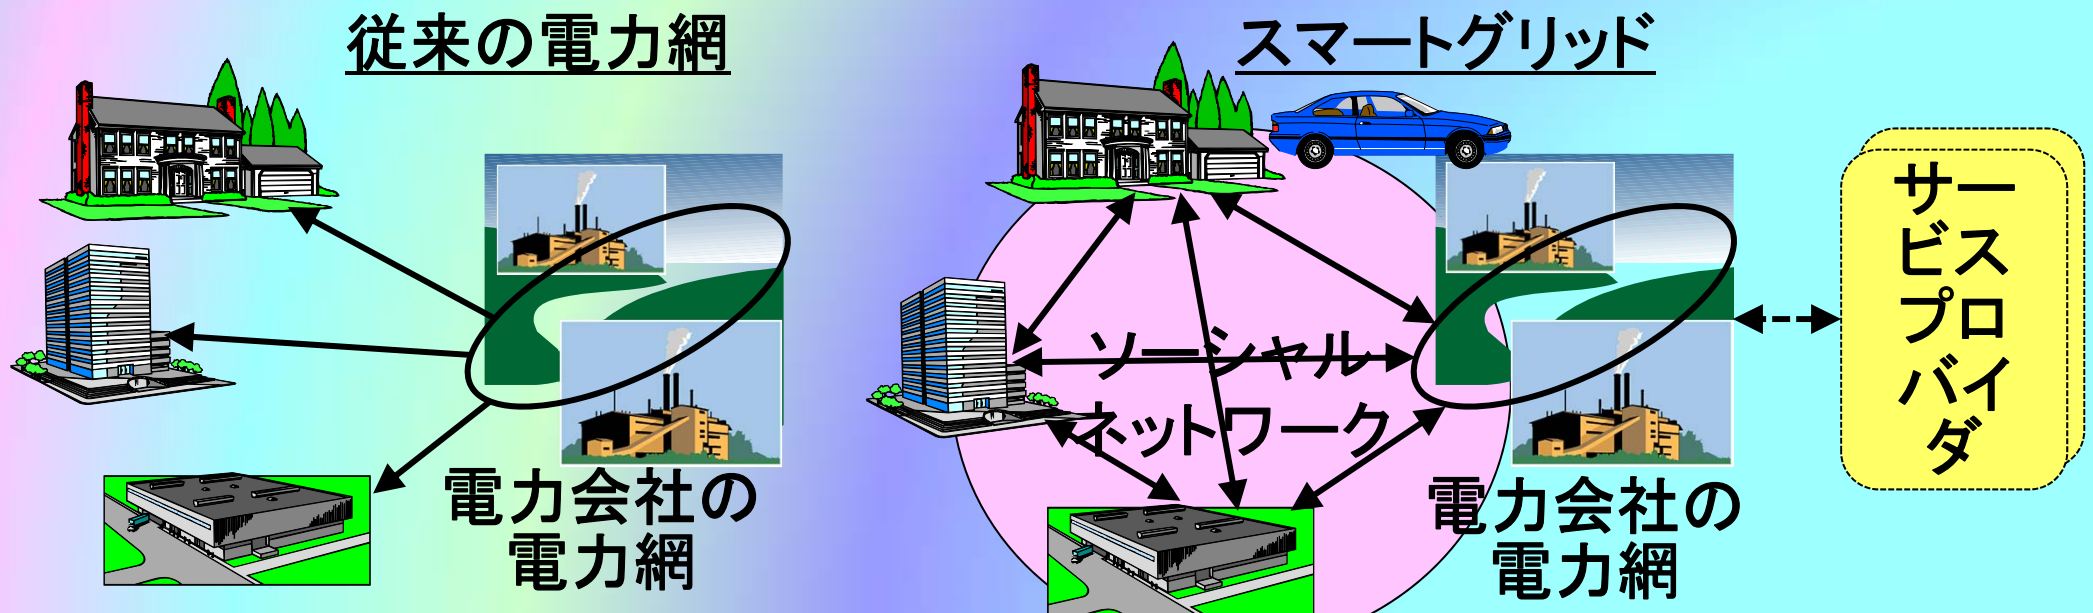 従来の電力網
電力会社の
電力網
スマートグリッド
ソーシャル
ネットワーク
電力会社の
電力網
サー
ビス
プロ
バイ
ダ